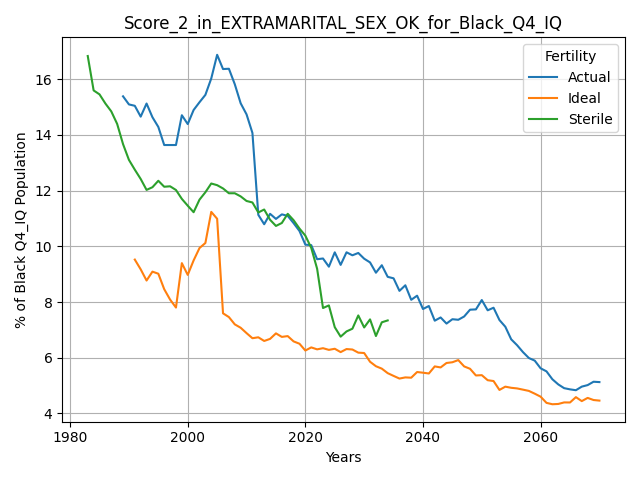 Score_2_in_EXTRAMARITAL_SEX_OK_for_Black_Q4_IQ
Fertility
Actual
Ideal
Sterile
% of Black Q4_IQ Population
16
14
12
10
8
6
4
1980
2000
2020
2040
2060
Years